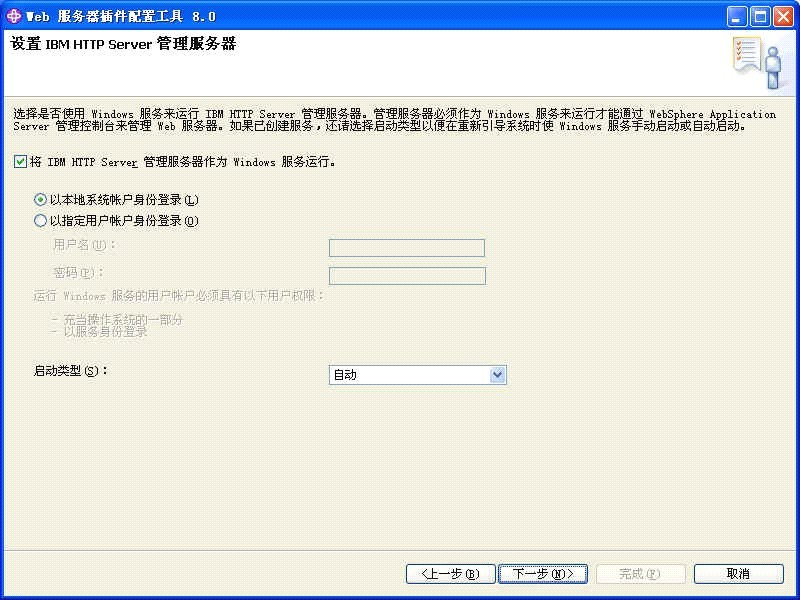 Web 服务器插件配置工具 8.0
设置 IBM HTTP Server 管理服务器
选择是否使用 Windows 服务来运行 IBM HTTP Server 管理服务器。管理服务器必须作为 Windows 服务来运行才能通过 WebSphere Application
Server 管理控制台来管理 Web 服务器。如果已创建服务，还请选择启动类型以便在重新引导系统时使 Windows 服务手动启动或自动启动。
将 IBM HTTP Server 管理服务器作为 Windows 服务运行。
以本地系统帐户身份登录(L)
以指定用户帐户身份登录(O)
用户名(U)：
密码(P)：
运行 Windows 服务的用户帐户必须具有以下用户权限：
- 充当操作系统的一部分
- 以服务身份登录
启动类型(S)：
自动
<上一步(B)
下一步(N)>
完成(F)
取消